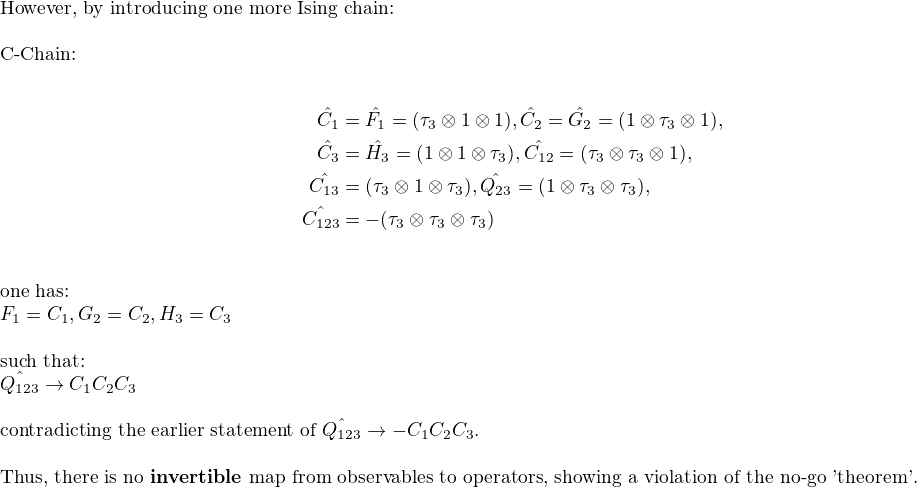 However, by introducing one more Ising chain:
C-Chain:
$\hat{C_1} = \hat{F_1} = (\tau_3 \otimes 1 \otimes 1), \hat{C_2} = \hat{G_2} = (1 \otimes \tau_3 \otimes 1),$
$\hat{C_3} = \hat{H_3} = (1 \otimes 1 \otimes \tau_3), \hat{C_{12}} = (\tau_3 \otimes \tau_3 \otimes 1),$
$\hat{C_{13}} = (\tau_3 \otimes 1 \otimes \tau_3), \hat{Q_{23}} = (1 \otimes \tau_3 \otimes \tau_3),$
$\hat{C_{123}} = -(\tau_3 \otimes \tau_3 \otimes \tau_3)$
one has:
$F_1 = C_1, G_2 = C_2, H_3 = C_3$
such that:
$\hat{Q_{123}} \rightarrow C_1 C_2 C_3$
contradicting the earlier statement of $\hat{Q_{123}} \rightarrow -C_1 C_2 C_3$.
Thus, there is no invertible map from observables to operators, showing a violation of the no-go 'theorem'.